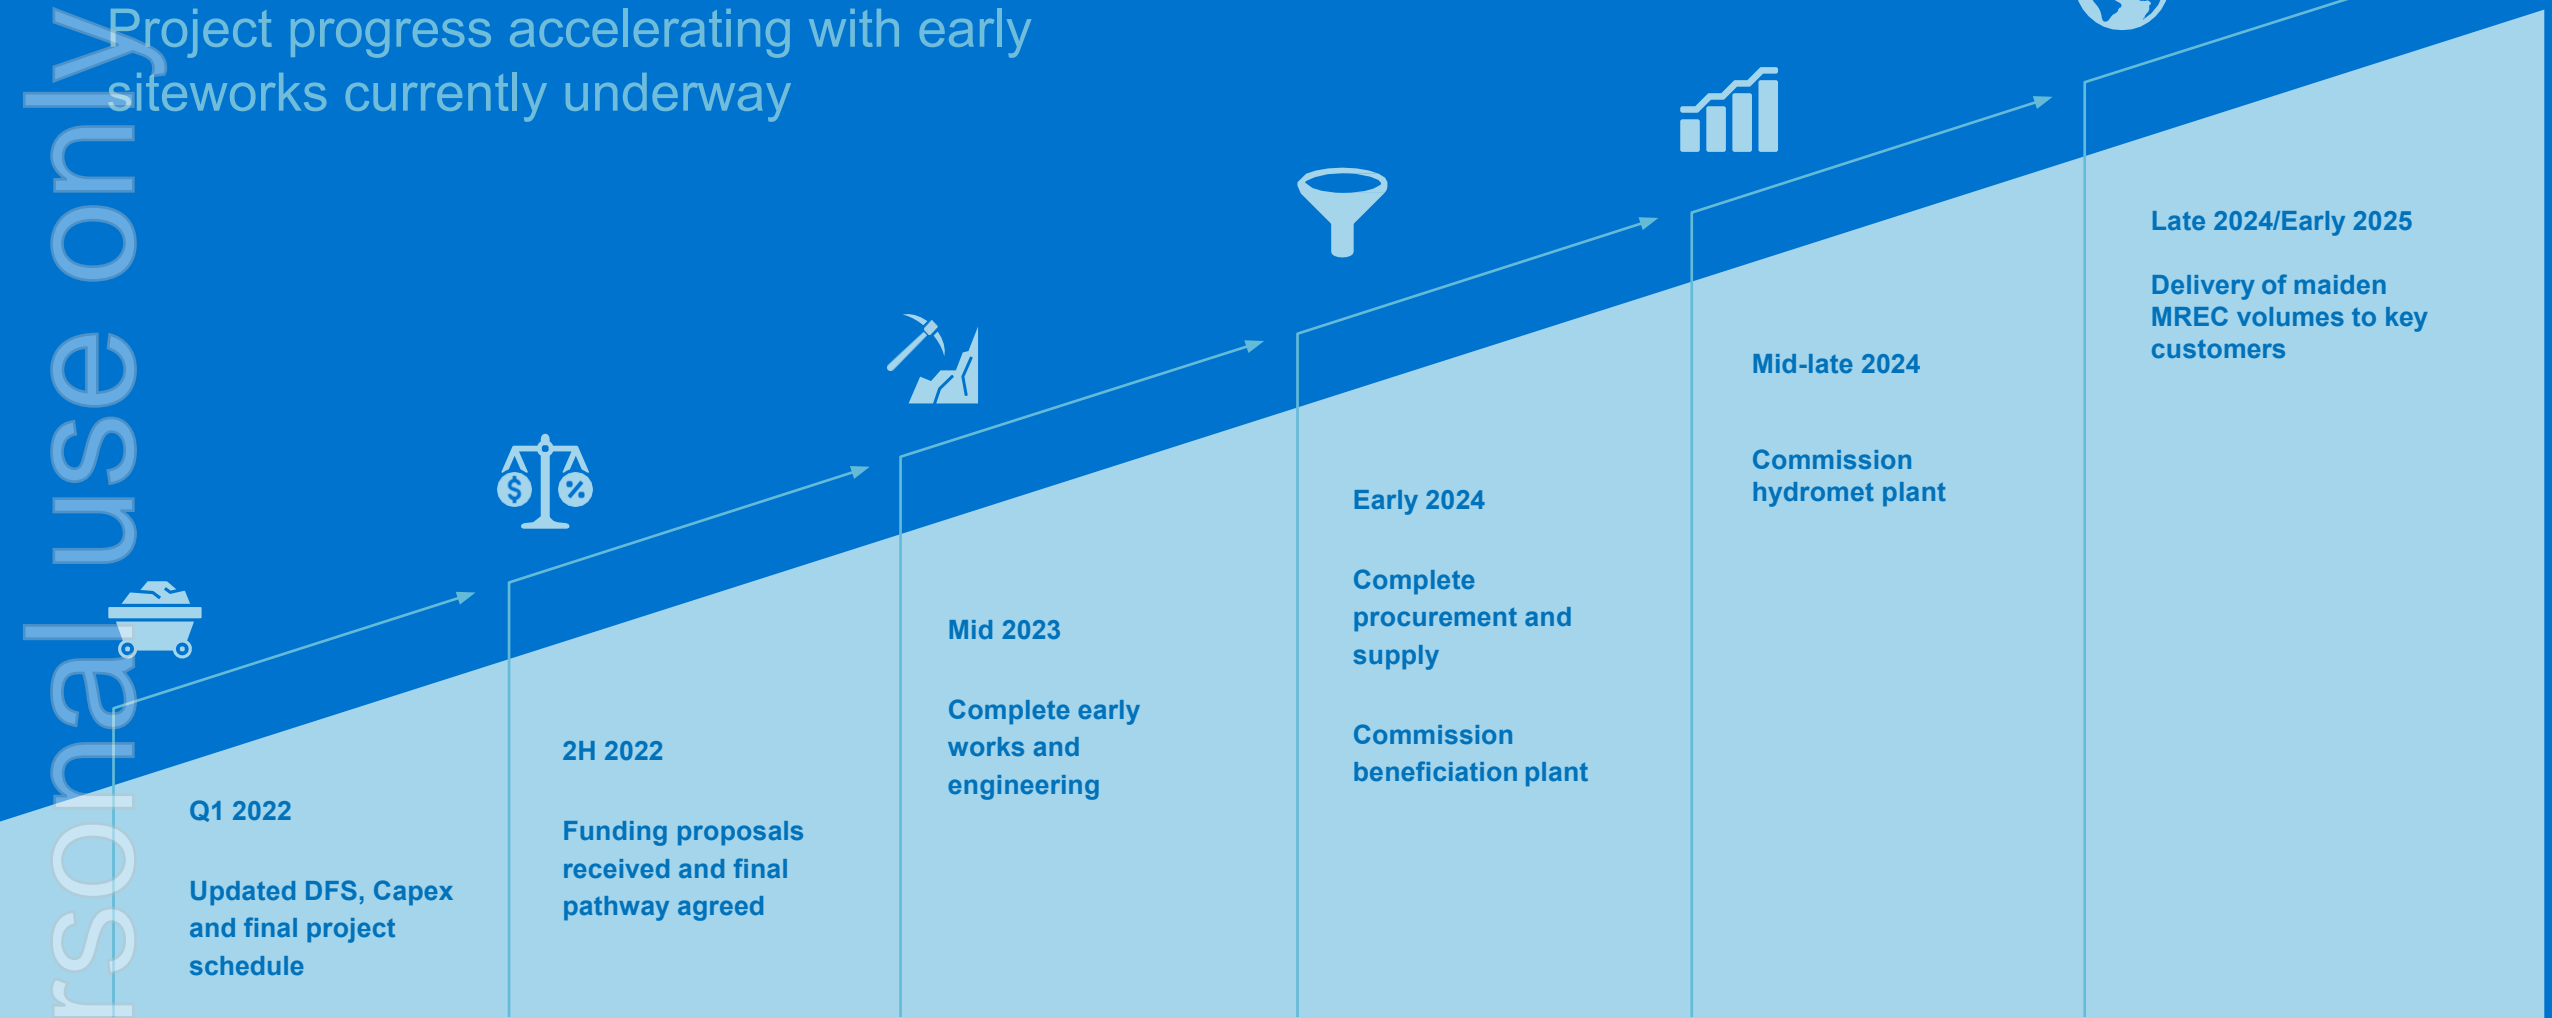 Project progress accelerating with early
siteworks currently underway
rsonal use only
Q1 2022
Updated DFS, Capex
and final project
schedule
2H 2022
Funding proposals
received and final
pathway agreed
Mid 2023
Complete early
works and
engineering
Early 2024
Complete
procurement and
supply
Commission
beneficiation plant
Mid-late 2024
Commission
hydromet plant
Late 2024/Early 2025
Delivery of maiden
MREC volumes to key
customers
$
%